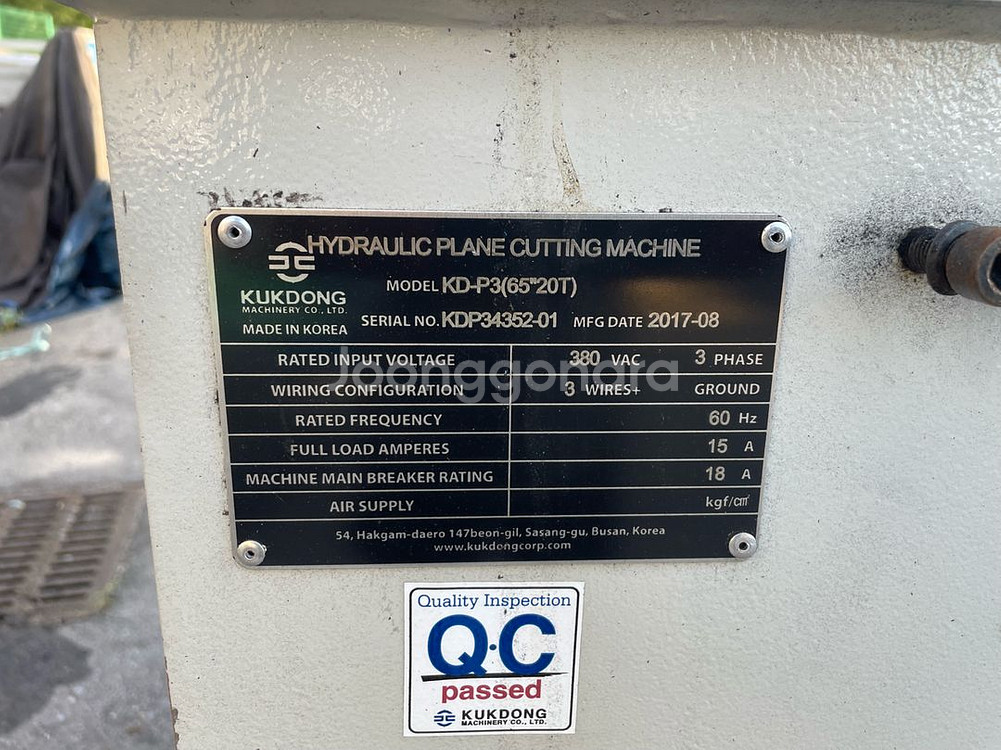 HYDRAULIC PLANE CUTTING MACHINE
MODEL KD-P3(65"20T)
KUKDONG
MACHINERY CO., LTD.
MADE IN KOREA SERIAL NO. KDP34352-01 MFG DATE 2017-08
RATED INPUT VOLTAGE 380 VAC 3 PHASE
Joonggonara
WIRING CONFIGURATION 3 WIRES+ GROUND
RATED FREQUENCY 60 Hz
FULL LOAD AMPERES 15 A
MACHINE MAIN BREAKER RATING 18 A
AIR SUPPLY kgf/㎠
54, Hakgam-daero 147beon-gil, Sasang-gu, Busan, Korea
www.kukdongcorp.com
Quality Inspection
Q·C
passed
KUKDONG
MACHINERY CO., LTD.